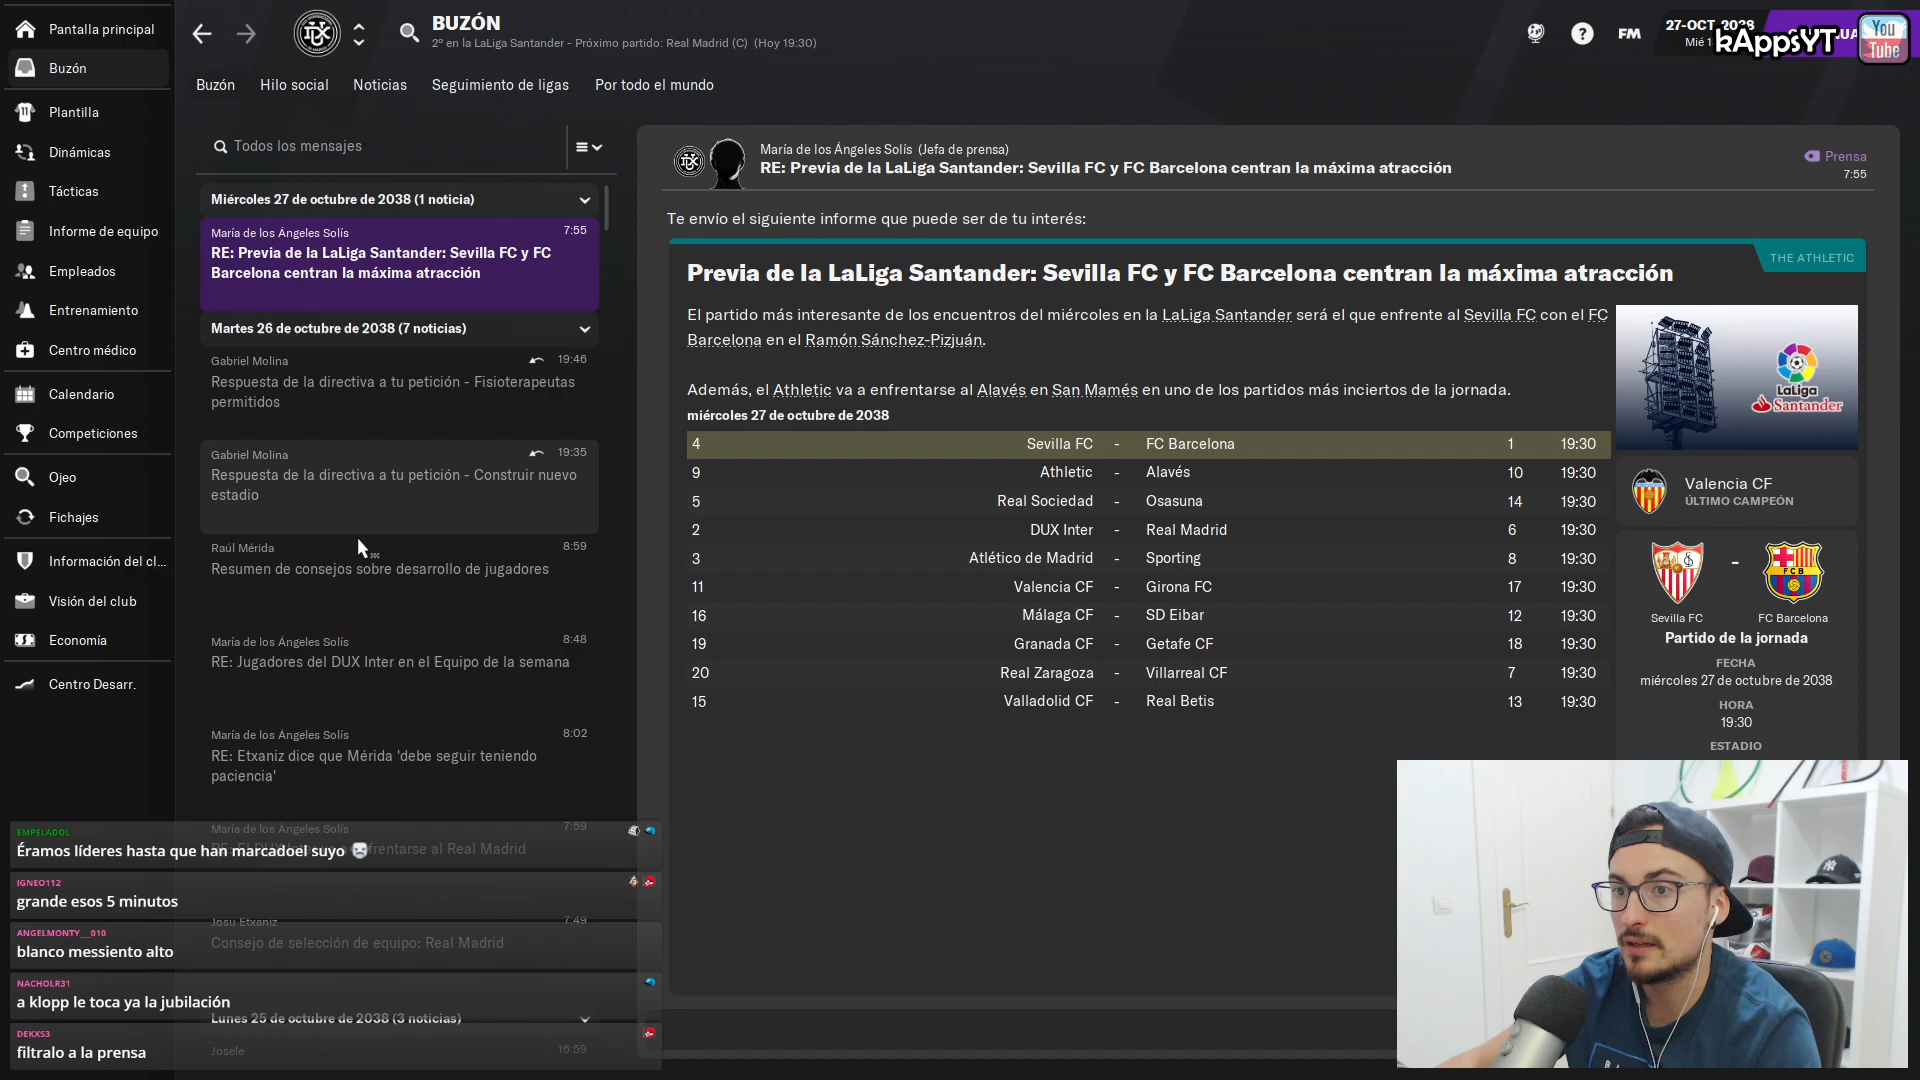 Pantalla principal
Buzón
Plantilla
Dinámicas
Tácticas
Informe de equipo
Empleados
Entrenamiento
Centro médico
Calendario
Competiciones
Ojeo
Fichajes
Información del cl...
Visión del club
Economía
Centro Desarr.
BUZÓN
2º en la LaLiga Santander - Próximo partido: Real Madrid (C) (Hoy 19:30)
FM
27-OCT 2038
Mié
kAppsYT
You
Tube
Buzón
Hilo social
Noticias
Seguimiento de ligas
Por todo el mundo
Todos los mensajes
Miércoles 27 de octubre de 2038 (1 noticia)
María de los Ángeles Solís 7:55
RE: Previa de la LaLiga Santander: Sevilla FC y FC
Barcelona centran la máxima atracción
Martes 26 de octubre de 2038 (7 noticias)
Gabriel Molina 19:46
Respuesta de la directiva a tu petición - Fisioterapeutas
permitidos
Gabriel Molina 19:35
Respuesta de la directiva a tu petición - Construir nuevo
estadio
Raúl Mérida 8:59
Resumen de consejos sobre desarrollo de jugadores
María de los Ángeles Solís 8:48
RE: Jugadores del DUX Inter en el Equipo de la semana
María de los Ángeles Solís 8:02
RE: Etxaniz dice que Mérida 'debe seguir teniendo
paciencia'
María de los Ángeles Solís 7:59
RE: El DUX Inter va a enfrentarse al Real Madrid
Josu Etxaniz 7:49
Consejo de selección de equipo: Real Madrid
Lunes 25 de octubre de 2038 (3 noticias)
Josele 16:59
EMPELADOL
Éramos líderes hasta que han marcadoel suyo
IGNEO112
grande esos 5 minutos
ANGELMONTY__010
blanco messiento alto
NACHOLR31
a klopp le toca ya la jubilación
DEKXS3
filtralo a la prensa
María de los Ángeles Solís (Jefa de prensa)
RE: Previa de la LaLiga Santander: Sevilla FC y FC Barcelona centran la máxima atracción
Prensa
7:55
Te envío el siguiente informe que puede ser de tu interés:
THE ATHLETIC
Previa de la LaLiga Santander: Sevilla FC y FC Barcelona centran la máxima atracción
El partido más interesante de los encuentros del miércoles en la LaLiga Santander será el que enfrente al Sevilla FC con el FC
Barcelona en el Ramón Sánchez-Pizjuán.
Además, el Athletic va a enfrentarse al Alavés en San Mamés en uno de los partidos más inciertos de la jornada.
miércoles 27 de octubre de 2038
4 Sevilla FC - FC Barcelona 1 19:30
9 Athletic - Alavés 10 19:30
5 Real Sociedad - Osasuna 14 19:30
2 DUX Inter - Real Madrid 6 19:30
3 Atlético de Madrid - Sporting 8 19:30
11 Valencia CF - Girona FC 17 19:30
16 Málaga CF - SD Eibar 12 19:30
19 Granada CF - Getafe CF 18 19:30
20 Real Zaragoza - Villarreal CF 7 19:30
15 Valladolid CF - Real Betis 13 19:30
LaLiga
Santander
Valencia CF
ÚLTIMO CAMPEÓN
FCB
-
Sevilla FC
FC Barcelona
Partido de la jornada
FECHA
miércoles 27 de octubre de 2038
HORA
19:30
ESTADIO